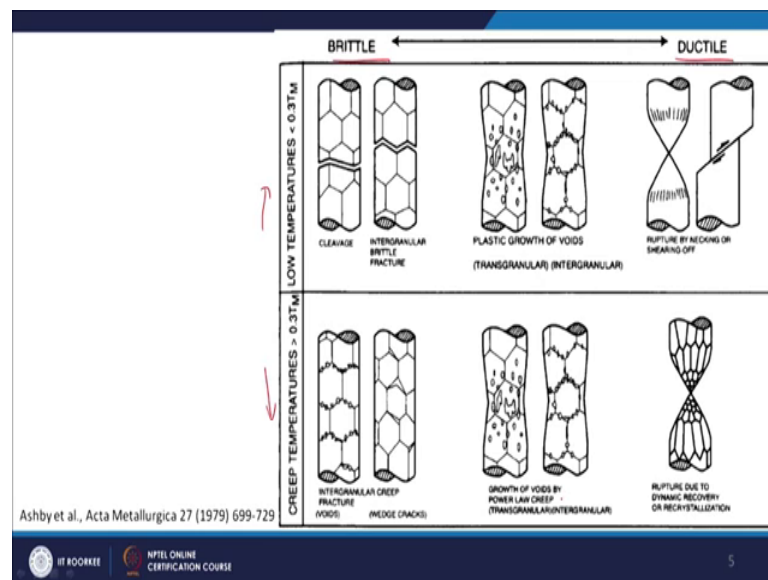 BRITTLE
DUCTILE
LOW TEMPERATURES < 0.3TM
CLEAVAGE
INTERGRANULAR
BRITTLE
FRACTURE
PLASTIC GROWTH OF VOIDS
(TRANSGRANULAR) (INTERGRANULAR)
RUPTURE BY NECKING OR
SHEARING-OFF
CREEP TEMPERATURES > 0.3TM
INTERGRANULAR CREEP
FRACTURE
(VOIDS) (WEDGE CRACKS)
GROWTH OF VOIDS BY
POWER LAW CREEP
(TRANSGRANULAR)(INTERGRANULAR)
RUPTURE DUE TO
DYNAMIC RECOVERY
OR RECRYSTALLIZATION
Ashby et al., Acta Metallurgica 27 (1979) 699-729
IIT ROORKEE
NPTEL ONLINE
CERTIFICATION COURSE
5